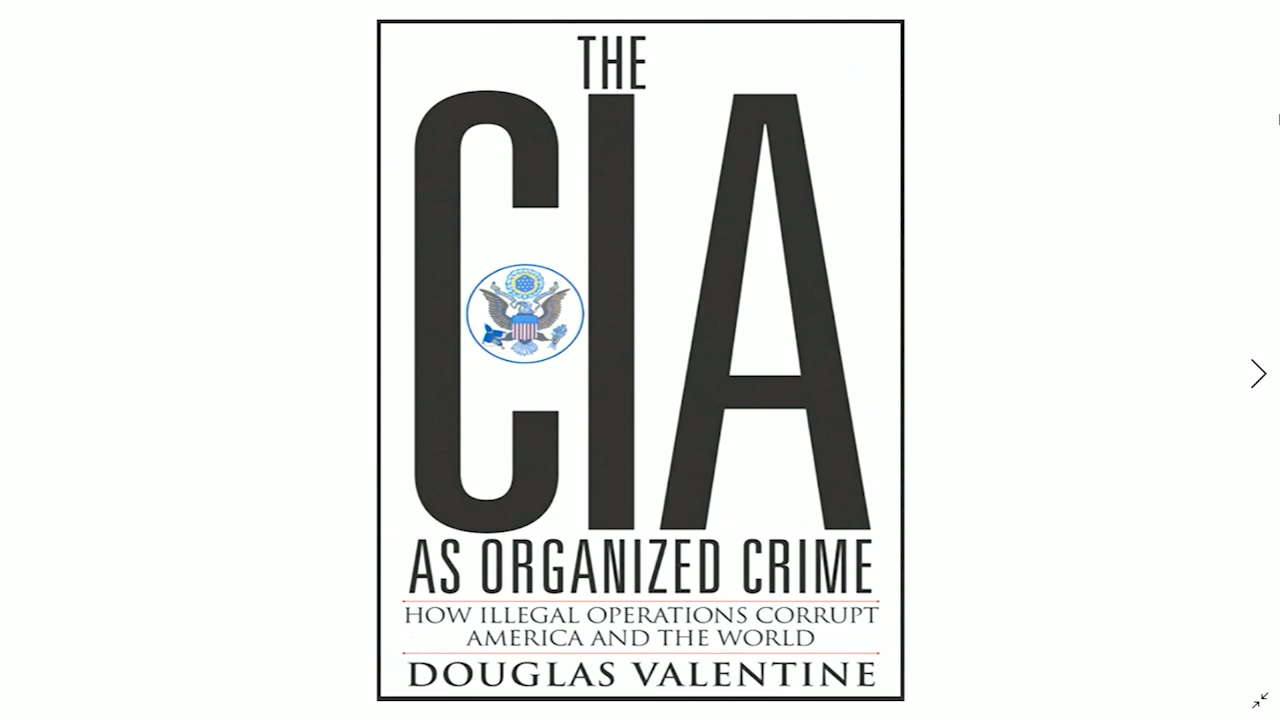 THE
CIA
AS ORGANIZED CRIME
HOW ILLEGAL OPERATIONS CORRUPT
AMERICA AND THE WORLD
DOUGLAS VALENTINE